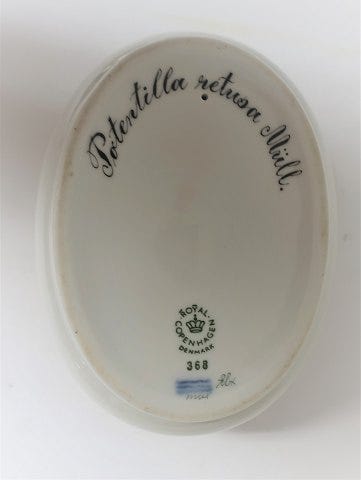 Potentilla retusa Müll.
ROYAL
COPENHAGEN
DENMARK
368